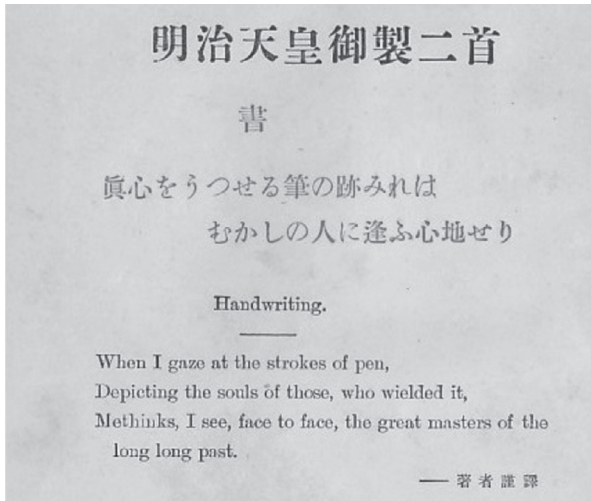 明治天皇御製二首
書
眞心をうつせる筆の跡みれは
むかしの人に逢ふ心地せり
Handwriting.
When I gaze at the strokes of pen,
Depicting the souls of those, who wielded it,
Methinks, I see, face to face, the great masters of the
long long past.
── 著者謹譯